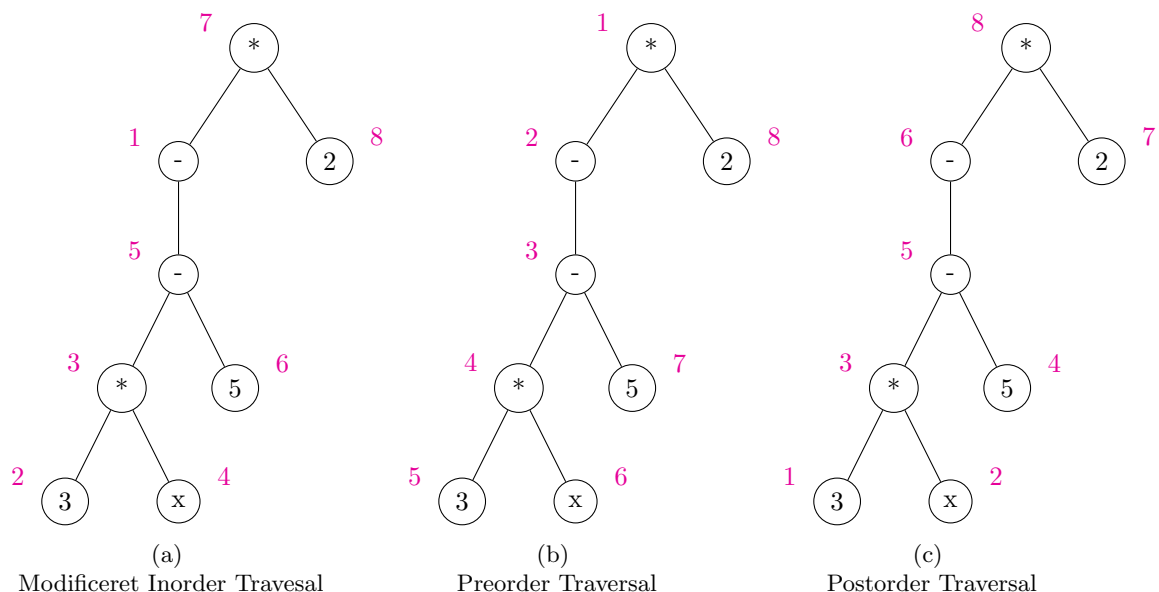 7 * 1 * 8 *
1 - 2 8 2 - 2 8 6 - 2 7
5 - 3 - 5 -
3 * 5 6 4 * 5 7 3 * 5 4
2 3 x 4 5 3 x 6 1 3 x 2
(a) (b) (c)
Modificeret Inorder Travesal Preorder Traversal Postorder Traversal